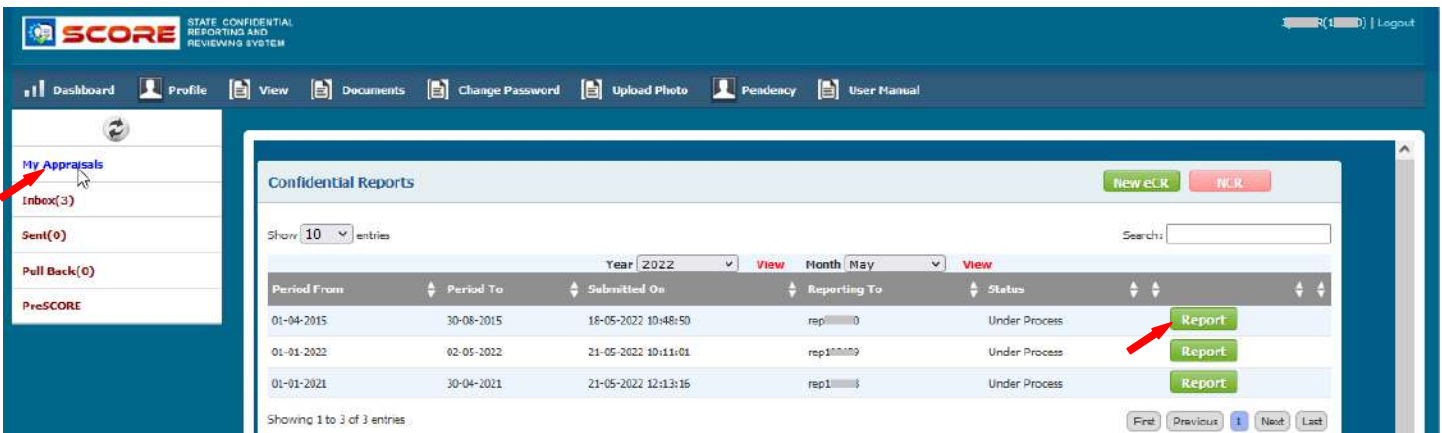 SCORE STATE CONFIDENTIAL
REPORTING AND
REVIEWING SYSTEM
| Logout
Dashboard Profile View Documents Change Password Upload Photo Pendency User Manual
My Appraisals
Inbox(3)
Sent(0)
Pull Back(0)
PreSCORE
Confidential Reports New eCR NCR
Show 10 entries Search:
Year 2022 View Month May View
Period From Period To Submitted On Reporting To Status
01-04-2015 30-08-2015 18-05-2022 10:48:50 Under Process Report
01-01-2022 02-05-2022 21-05-2022 10:11:01 Under Process Report
01-01-2021 30-04-2021 21-05-2022 12:13:16 Under Process Report
Showing 1 to 3 of 3 entries First Previous 1 Next Last